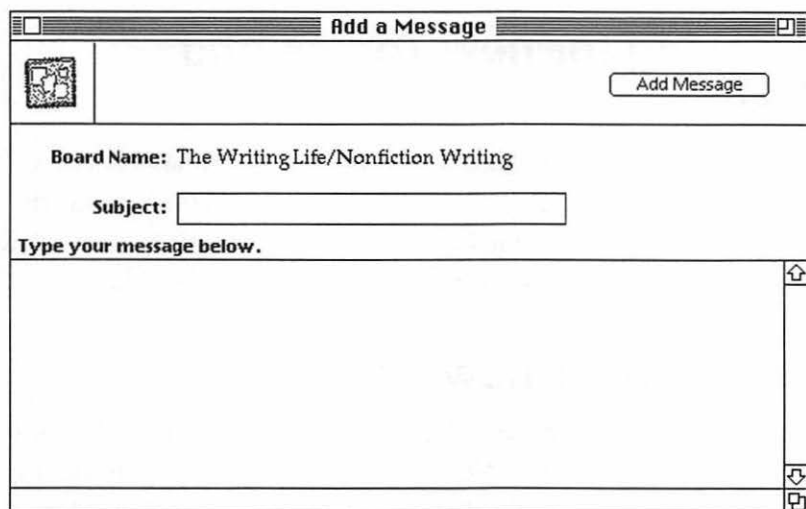 Add a Message
Add Message
Board Name: The Writing Life/Nonfiction Writing
Subject:
Type your message below.